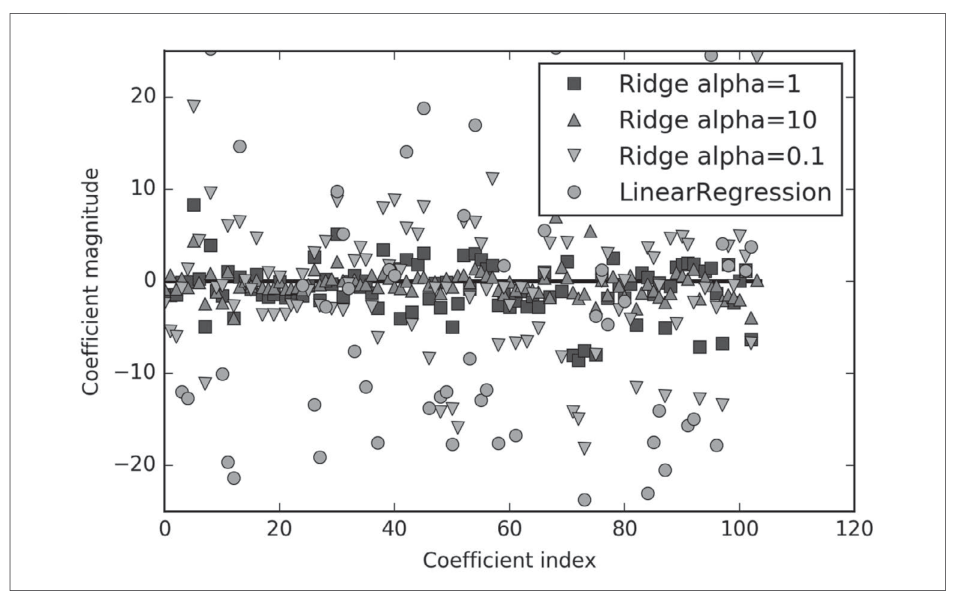 Ridge alpha=1
Ridge alpha=10
Ridge alpha=0.1
LinearRegression
20
10
0
−10
−20
Coefficient magnitude
0 20 40 60 80 100 120
Coefficient index